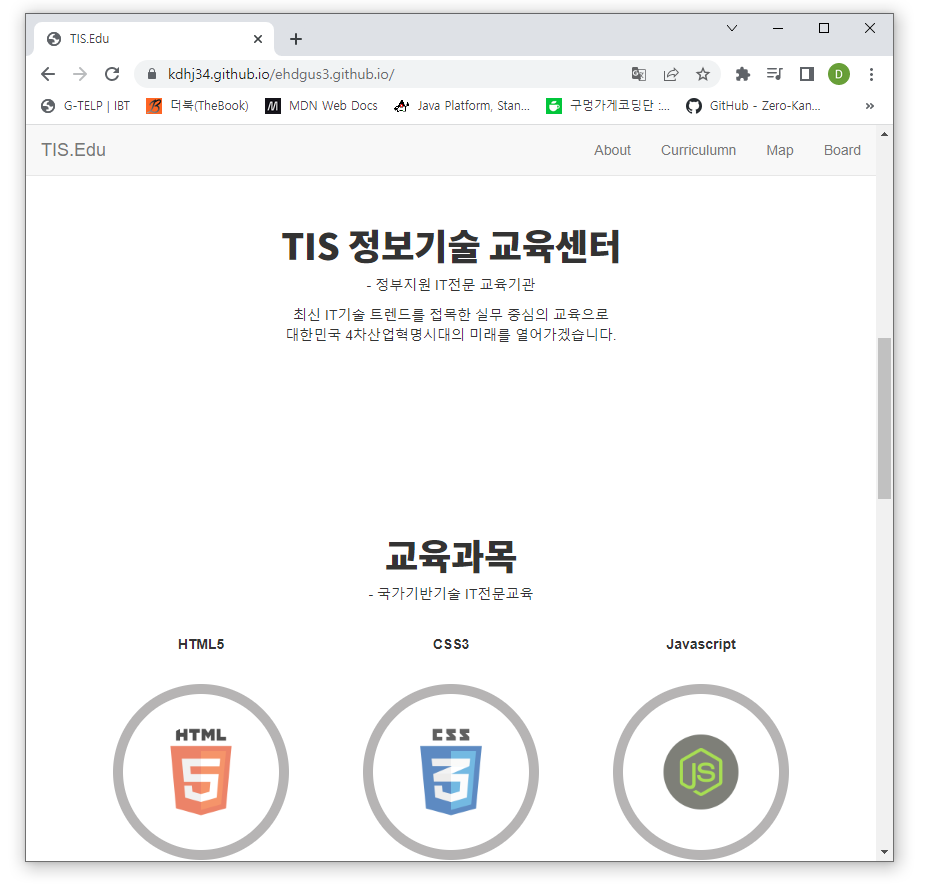 TIS.Edu
kdhj34.github.io/ehdgus3.github.io/
D
G-TELP | IBT
더북(TheBook)
MDN Web Docs
Java Platform, Stan...
구멍가게코딩단 :...
GitHub - Zero-Kan...
»
TIS.Edu
About
Curriculumn
Map
Board
TIS 정보기술 교육센터
- 정부지원 IT전문 교육기관
최신 IT기술 트렌드를 접목한 실무 중심의 교육으로
대한민국 4차산업혁명시대의 미래를 열어가겠습니다.
교육과목
- 국가기반기술 IT전문교육
HTML5
CSS3
Javascript
HTML
5
CSS
3
JS